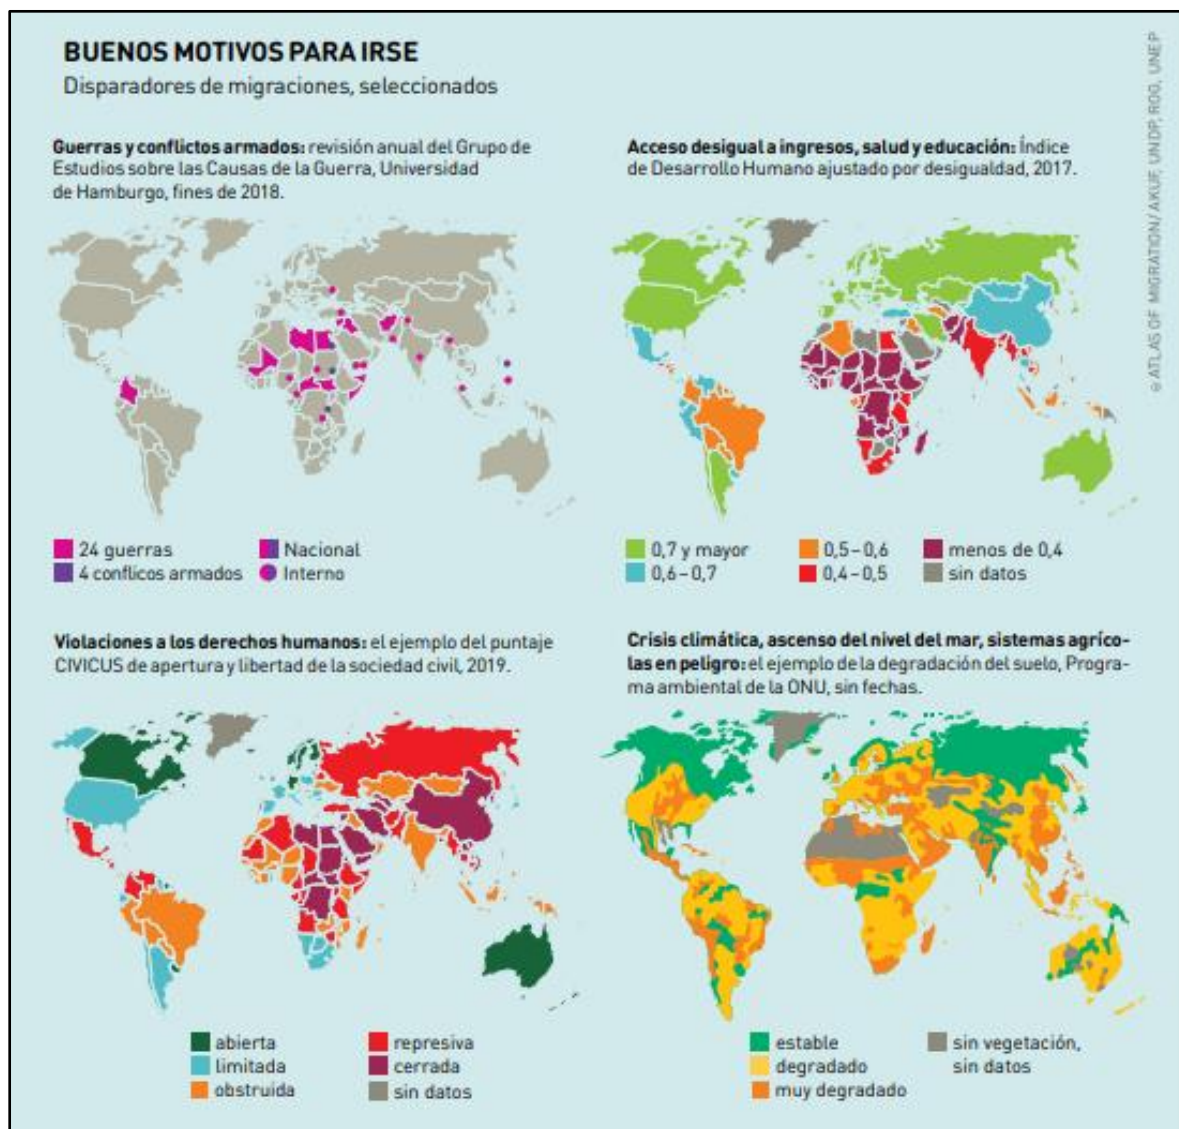 BUENOS MOTIVOS PARA IRSE
Disparadores de migraciones, seleccionados
Guerras y conflictos armados: revisión anual del Grupo de
Estudios sobre las Causas de la Guerra, Universidad
de Hamburgo, fines de 2018.
24 guerras
4 conflicos armados
Nacional
Interno
Acceso desigual a ingresos, salud y educación: Índice
de Desarrollo Humano ajustado por desigualdad, 2017.
0,7 y mayor
0,6 – 0,7
0,5 – 0,6
0,4 – 0,5
menos de 0,4
sin datos
Violaciones a los derechos humanos: el ejemplo del puntaje
CIVICUS de apertura y libertad de la sociedad civil, 2019.
abierta
limitada
obstruida
represiva
cerrada
sin datos
Crisis climática, ascenso del nivel del mar, sistemas agríco-
las en peligro: el ejemplo de la degradación del suelo, Progra-
ma ambiental de la ONU, sin fechas.
estable
degradado
muy degradado
sin vegetación,
sin datos
© ATLAS OF MIGRATION / AKUF, UNDP, ROG, UNEP